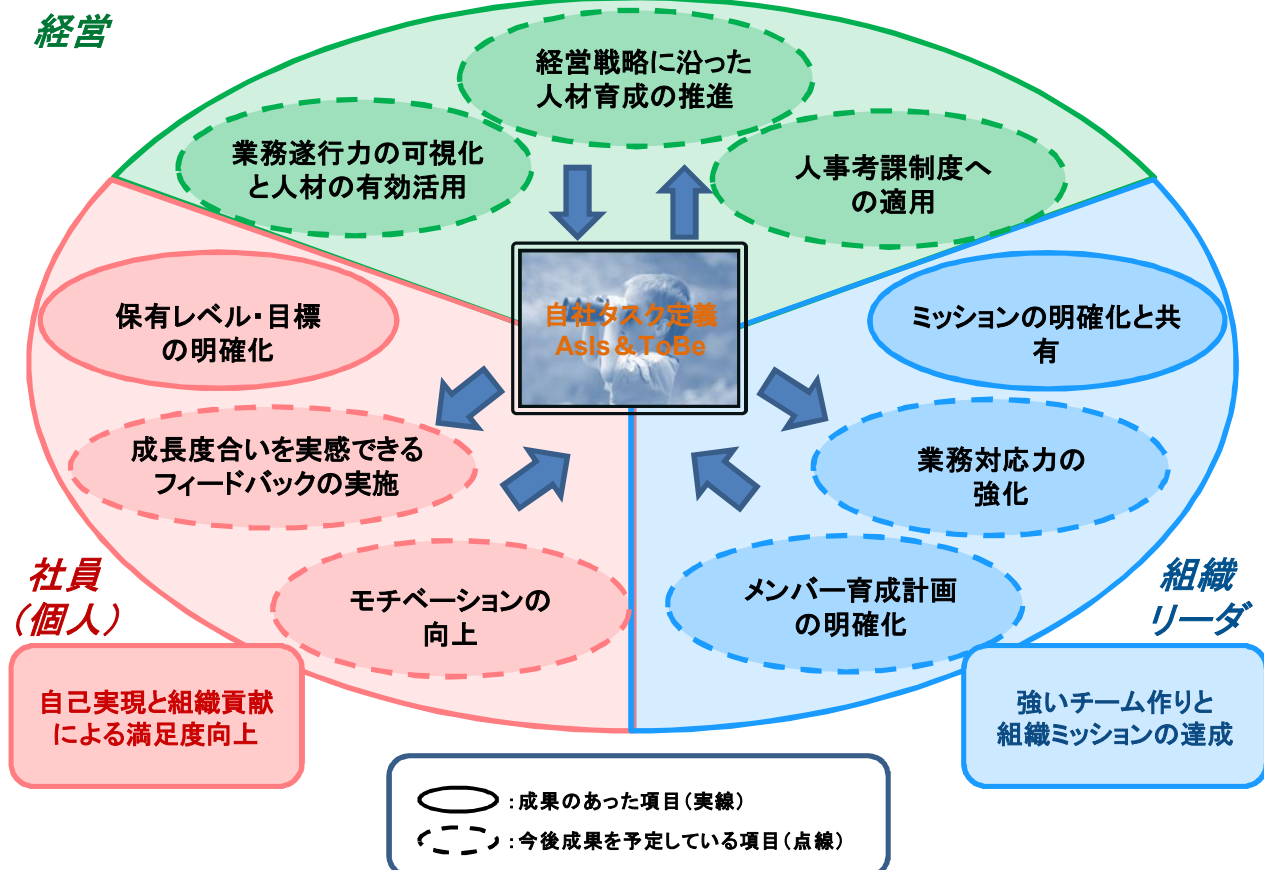 経営
経営戦略に沿った
人材育成の推進
業務遂行力の可視化
と人材の有効活用
人事考課制度へ
の適用
自社タスク定義
AsIs&ToBe
保有レベル・目標
の明確化
ミッションの明確化と共
有
成長度合いを実感できる
フィードバックの実施
業務対応力の
強化
モチベーションの
向上
メンバー育成計画
の明確化
社員
(個人)
組織
リーダ
自己実現と組織貢献
による満足度向上
強いチーム作りと
組織ミッションの達成
:成果のあった項目(実線)
:今後成果を予定している項目(点線)